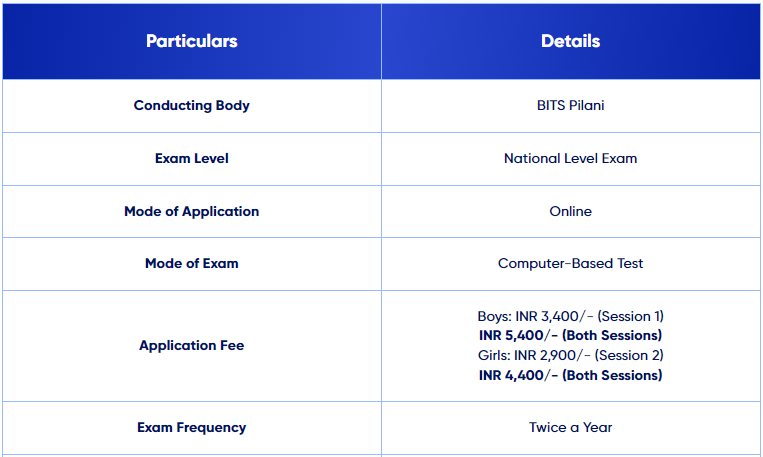 Particulars Details
Conducting Body BITS Pilani
Exam Level National Level Exam
Mode of Application Online
Mode of Exam Computer-Based Test
Application Fee
Boys: INR 3,400/- (Session 1)
INR 5,400/- (Both Sessions)
Girls: INR 2,900/- (Session 2)
INR 4,400/- (Both Sessions)
Exam Frequency Twice a Year